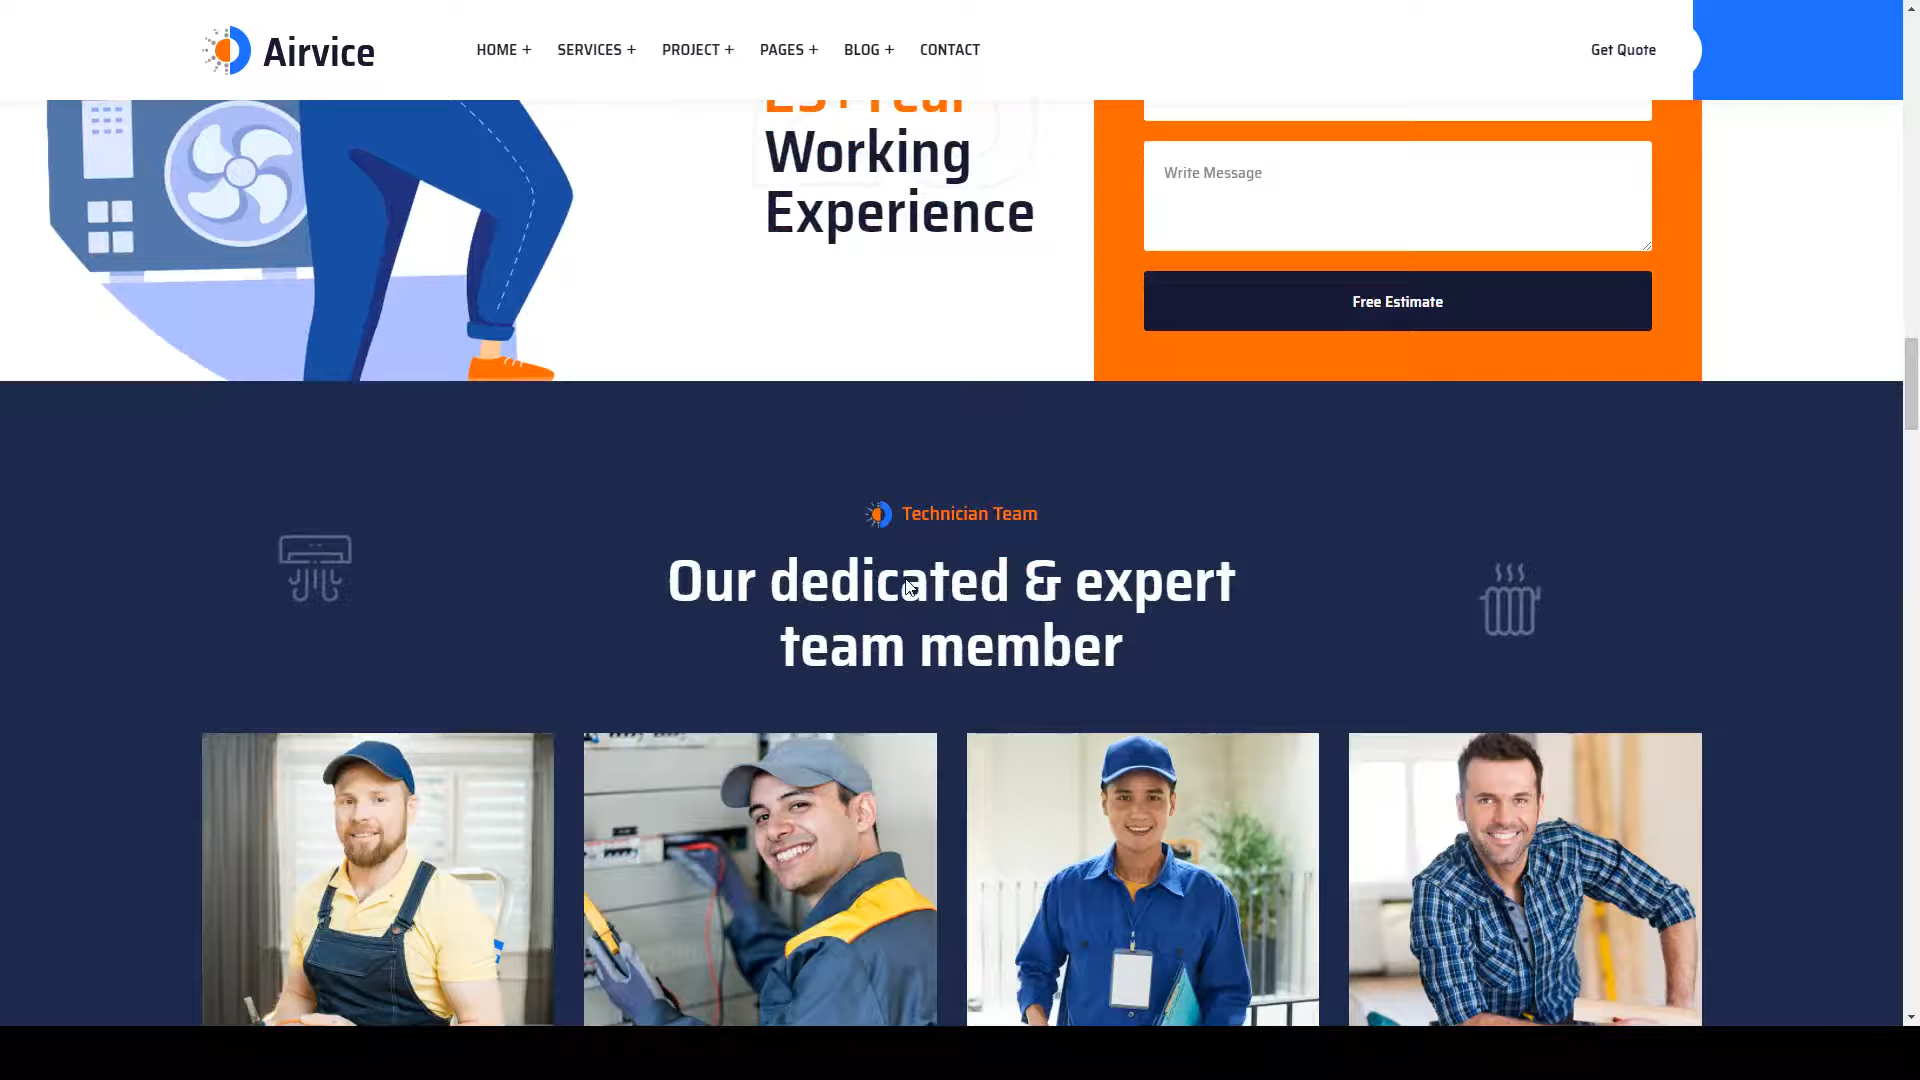 Airvice
HOME +
SERVICES +
PROJECT +
PAGES +
BLOG +
CONTACT
Get Quote
Working
Experience
Write Message
Free Estimate
Technician Team
Our dedicated & expert
team member